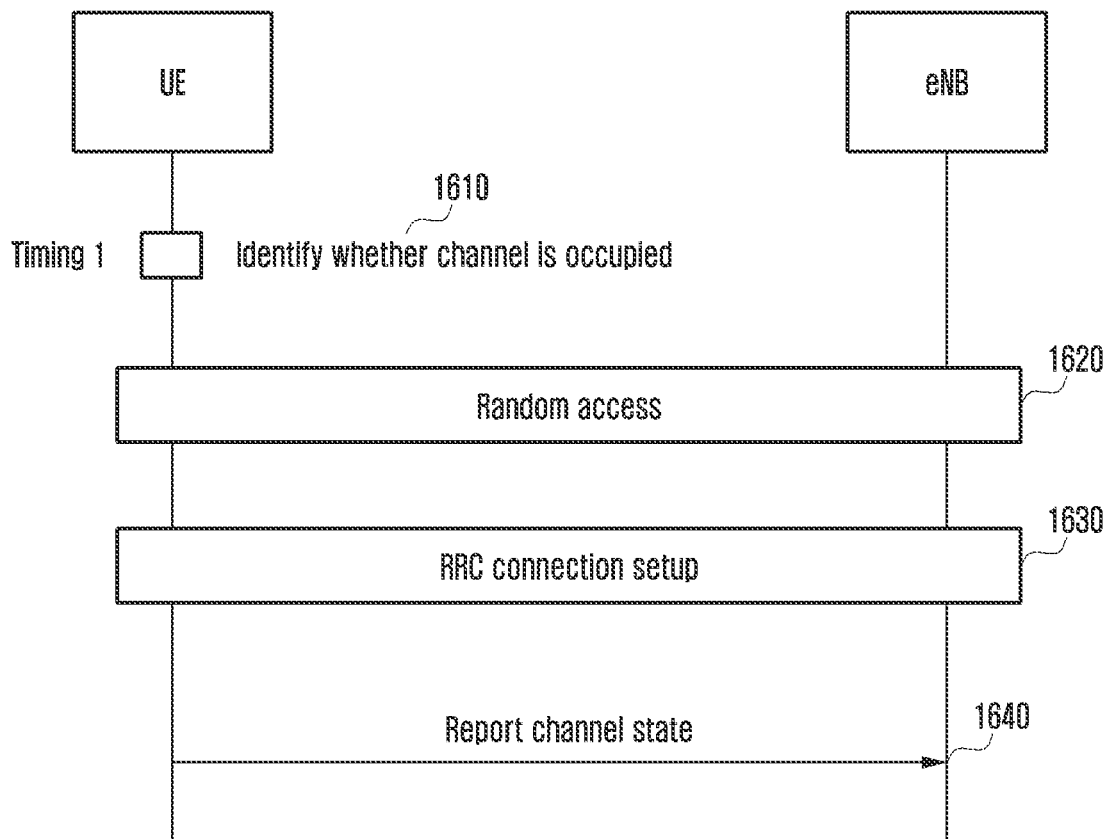 UE
eNB
1610
Timing 1
Identify whether channel is occupied
1620
Random access
1630
RRC connection setup
Report channel state
1640